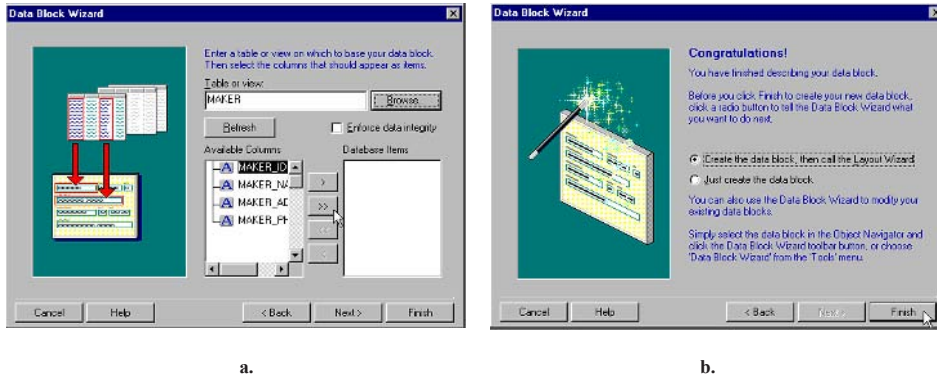 Data Block Wizard
Enter a table or view on which to base your data block.
Then select the columns that should appear as items.
Table or view:
MAKER
Browse...
Refresh
Enforce data integrity
Available Columns
Database Items
MAKER_ID
MAKER_NA
MAKER_AD
MAKER_PH
>
>>
<<
<
Cancel
Help
< Back
Next >
Finish
a.
Data Block Wizard
Congratulations!
You have finished describing your data block.
Before you click Finish to create your new data block,
click a radio button to tell the Data Block Wizard what
you want to do next.
Create the data block, then call the Layout Wizard
Just create the data block
You can also use the Data Block Wizard to modify your
existing data blocks.
Simply select the data block in the Object Navigator and
click the Data Block Wizard toolbar button, or choose
'Data Block Wizard' from the 'Tools' menu.
Cancel
Help
< Back
Next >
Finish
b.